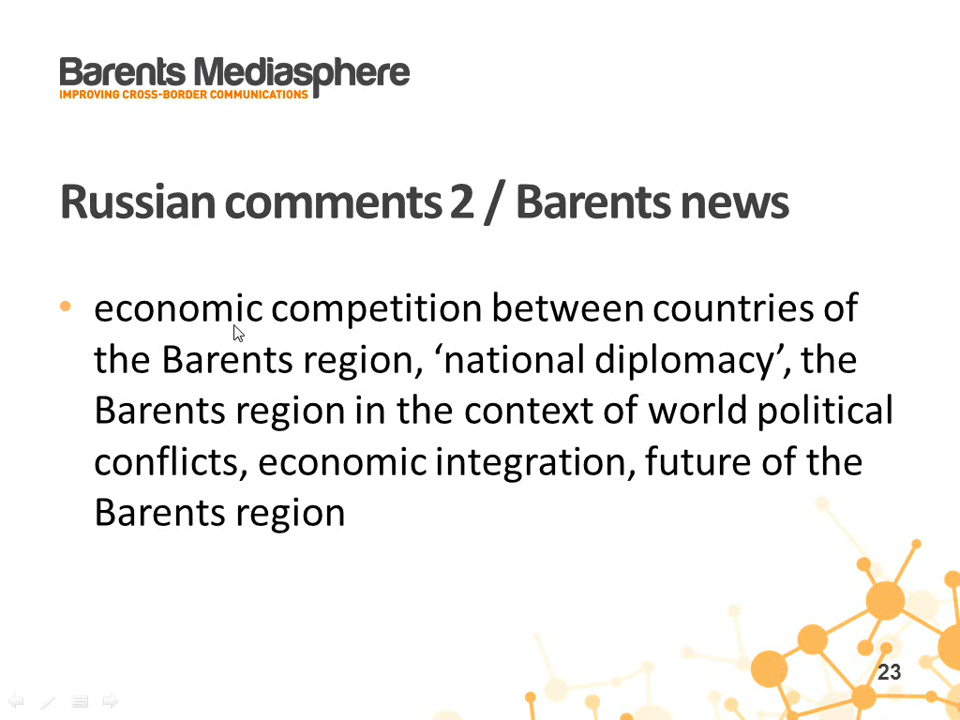 Barents Mediasphere
IMPROVING CROSS-BORDER COMMUNICATIONS
Russian comments 2 / Barents news
• economic competition between countries of
the Barents region, ‘national diplomacy’, the
Barents region in the context of world political
conflicts, economic integration, future of the
Barents region
23